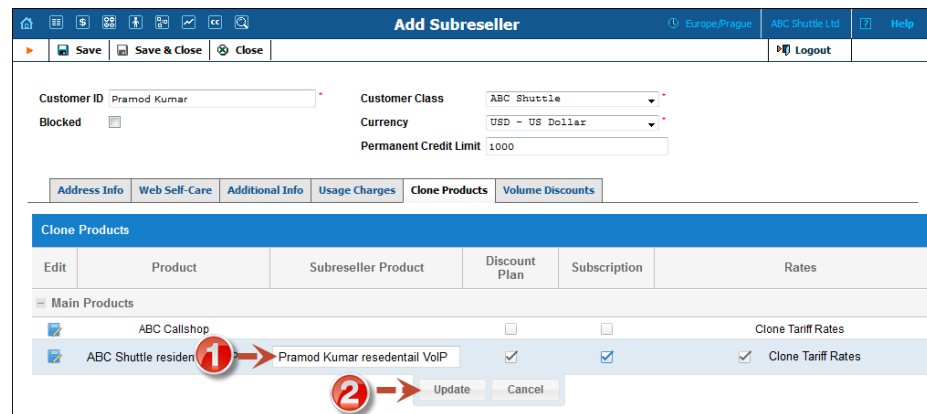 Add Subreseller
Europe/Prague
ABC Shuttle Ltd
? Help
Save
Save & Close
Close
Logout
Customer ID Pramod Kumar *
Customer Class ABC Shuttle *
Blocked
Currency USD - US Dollar *
Permanent Credit Limit 1000
Address Info Web Self-Care Additional Info Usage Charges Clone Products Volume Discounts
Clone Products
Edit Product Subreseller Product Discount Plan Subscription Rates
Main Products
ABC Callshop Clone Tariff Rates
ABC Shuttle residen Pramod Kumar resedentail VoIP Clone Tariff Rates
1
2 Update Cancel